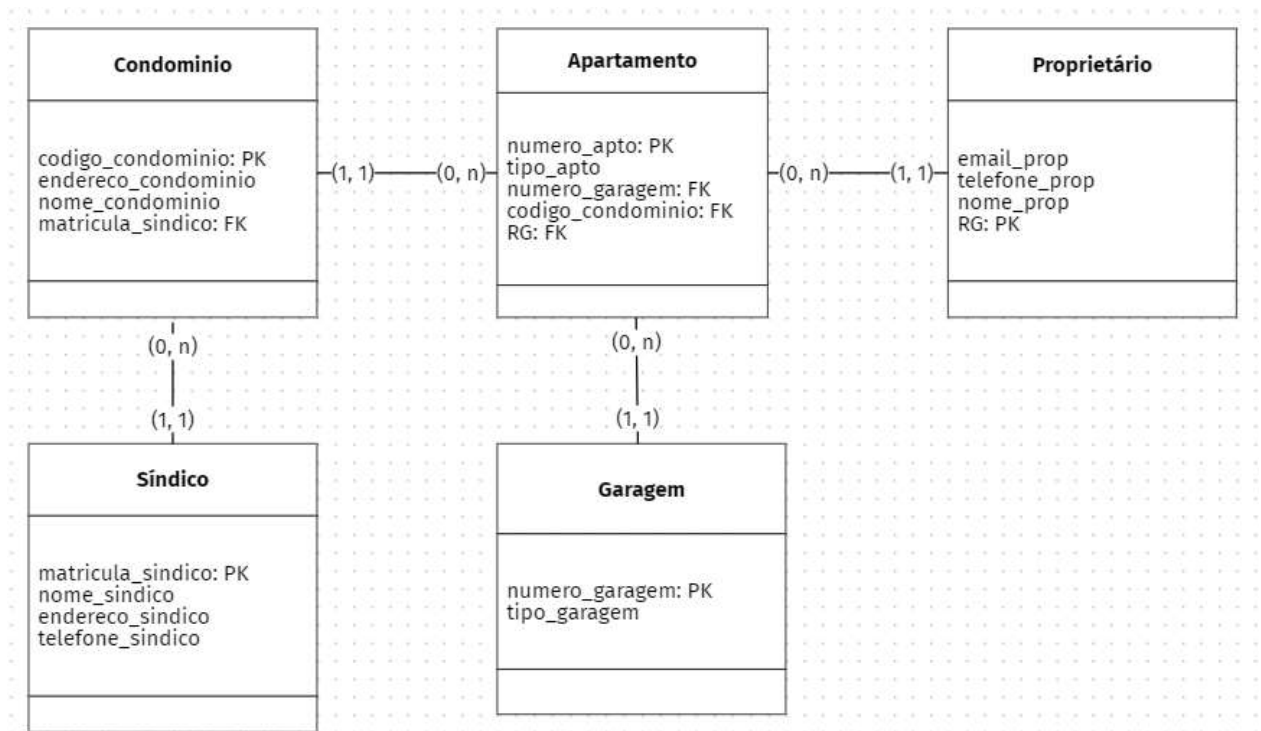 Condominio
codigo_condominio: PK
endereco_condominio
nome_condominio
matricula_sindico: FK
(1, 1)
(0, n)
Apartamento
numero_apto: PK
tipo_apto
numero_garagem: FK
codigo_condominio: FK
RG: FK
(0, n)
(1, 1)
Proprietário
email_prop
telefone_prop
nome_prop
RG: PK
(0, n)
(1, 1)
Síndico
matricula_sindico: PK
nome_sindico
endereco_sindico
telefone_sindico
(0, n)
(1, 1)
Garagem
numero_garagem: PK
tipo_garagem